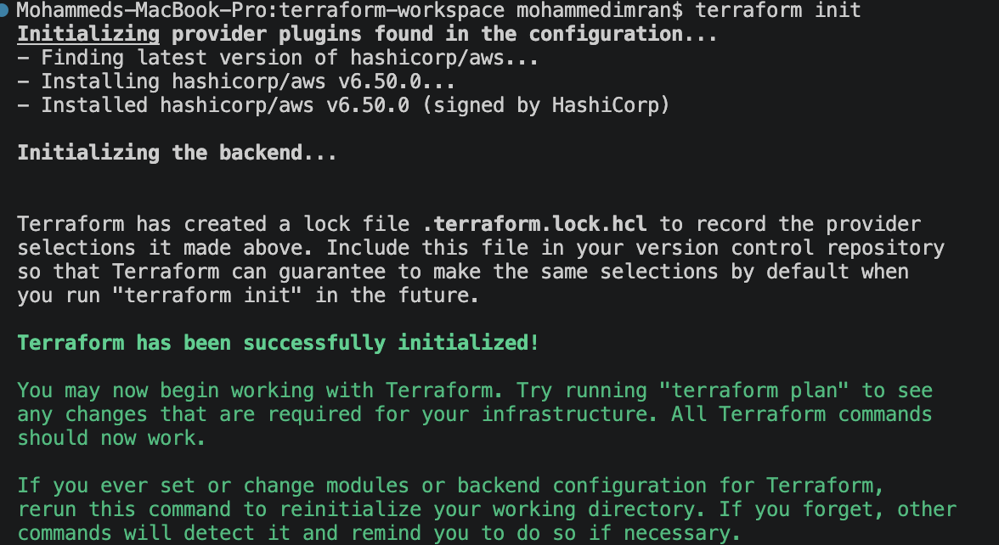 Mohammeds-MacBook-Pro:terraform-workspace mohammedimran$ terraform init
Initializing provider plugins found in the configuration...
- Finding latest version of hashicorp/aws...
- Installing hashicorp/aws v6.50.0...
- Installed hashicorp/aws v6.50.0 (signed by HashiCorp)
Initializing the backend...
Terraform has created a lock file .terraform.lock.hcl to record the provider
selections it made above. Include this file in your version control repository
so that Terraform can guarantee to make the same selections by default when
you run "terraform init" in the future.
Terraform has been successfully initialized!
You may now begin working with Terraform. Try running "terraform plan" to see
any changes that are required for your infrastructure. All Terraform commands
should now work.
If you ever set or change modules or backend configuration for Terraform,
rerun this command to reinitialize your working directory. If you forget, other
commands will detect it and remind you to do so if necessary.